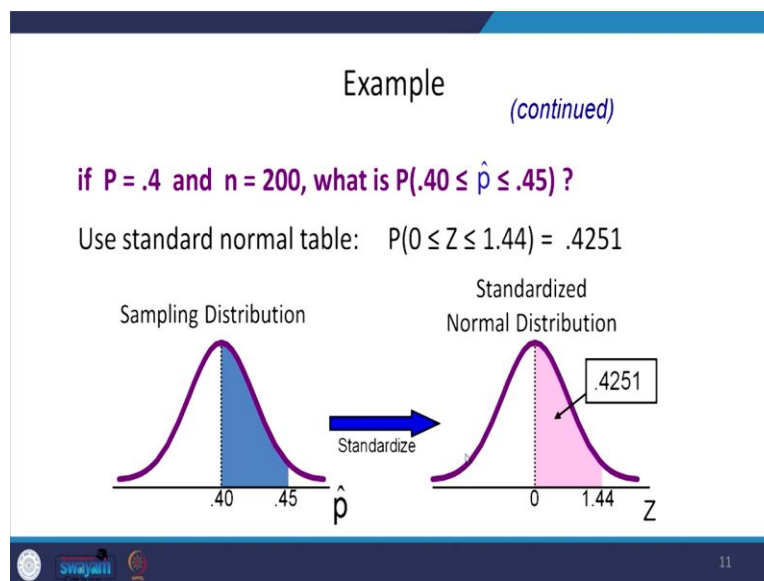 Example
(continued)
if P = .4 and n = 200, what is P(.40 ≤ p̂ ≤ .45) ?
Use standard normal table: P(0 ≤ Z ≤ 1.44) = .4251
Sampling Distribution
Standardized
Normal Distribution
.4251
Standardize
.40 .45 p̂
0 1.44 Z
swayam
11